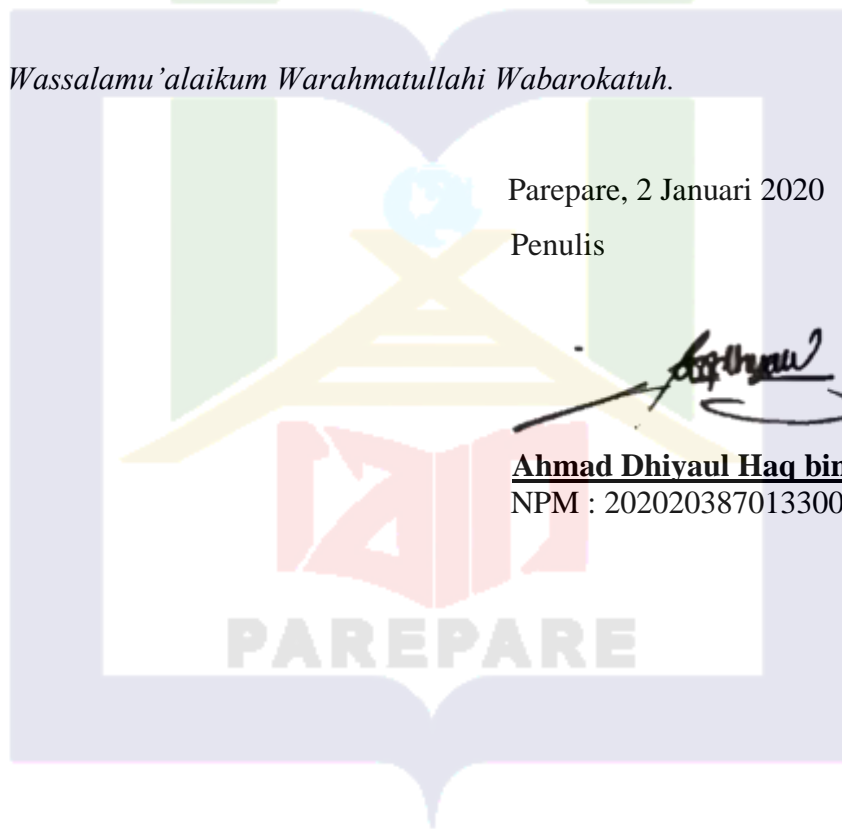 Wassalamu’alaikum Warahmatullahi Wabarokatuh.
Parepare, 2 Januari 2020
Penulis
Ahmad Dhiyaul Haq bin
NPM : 202020387013300
PAREPARE